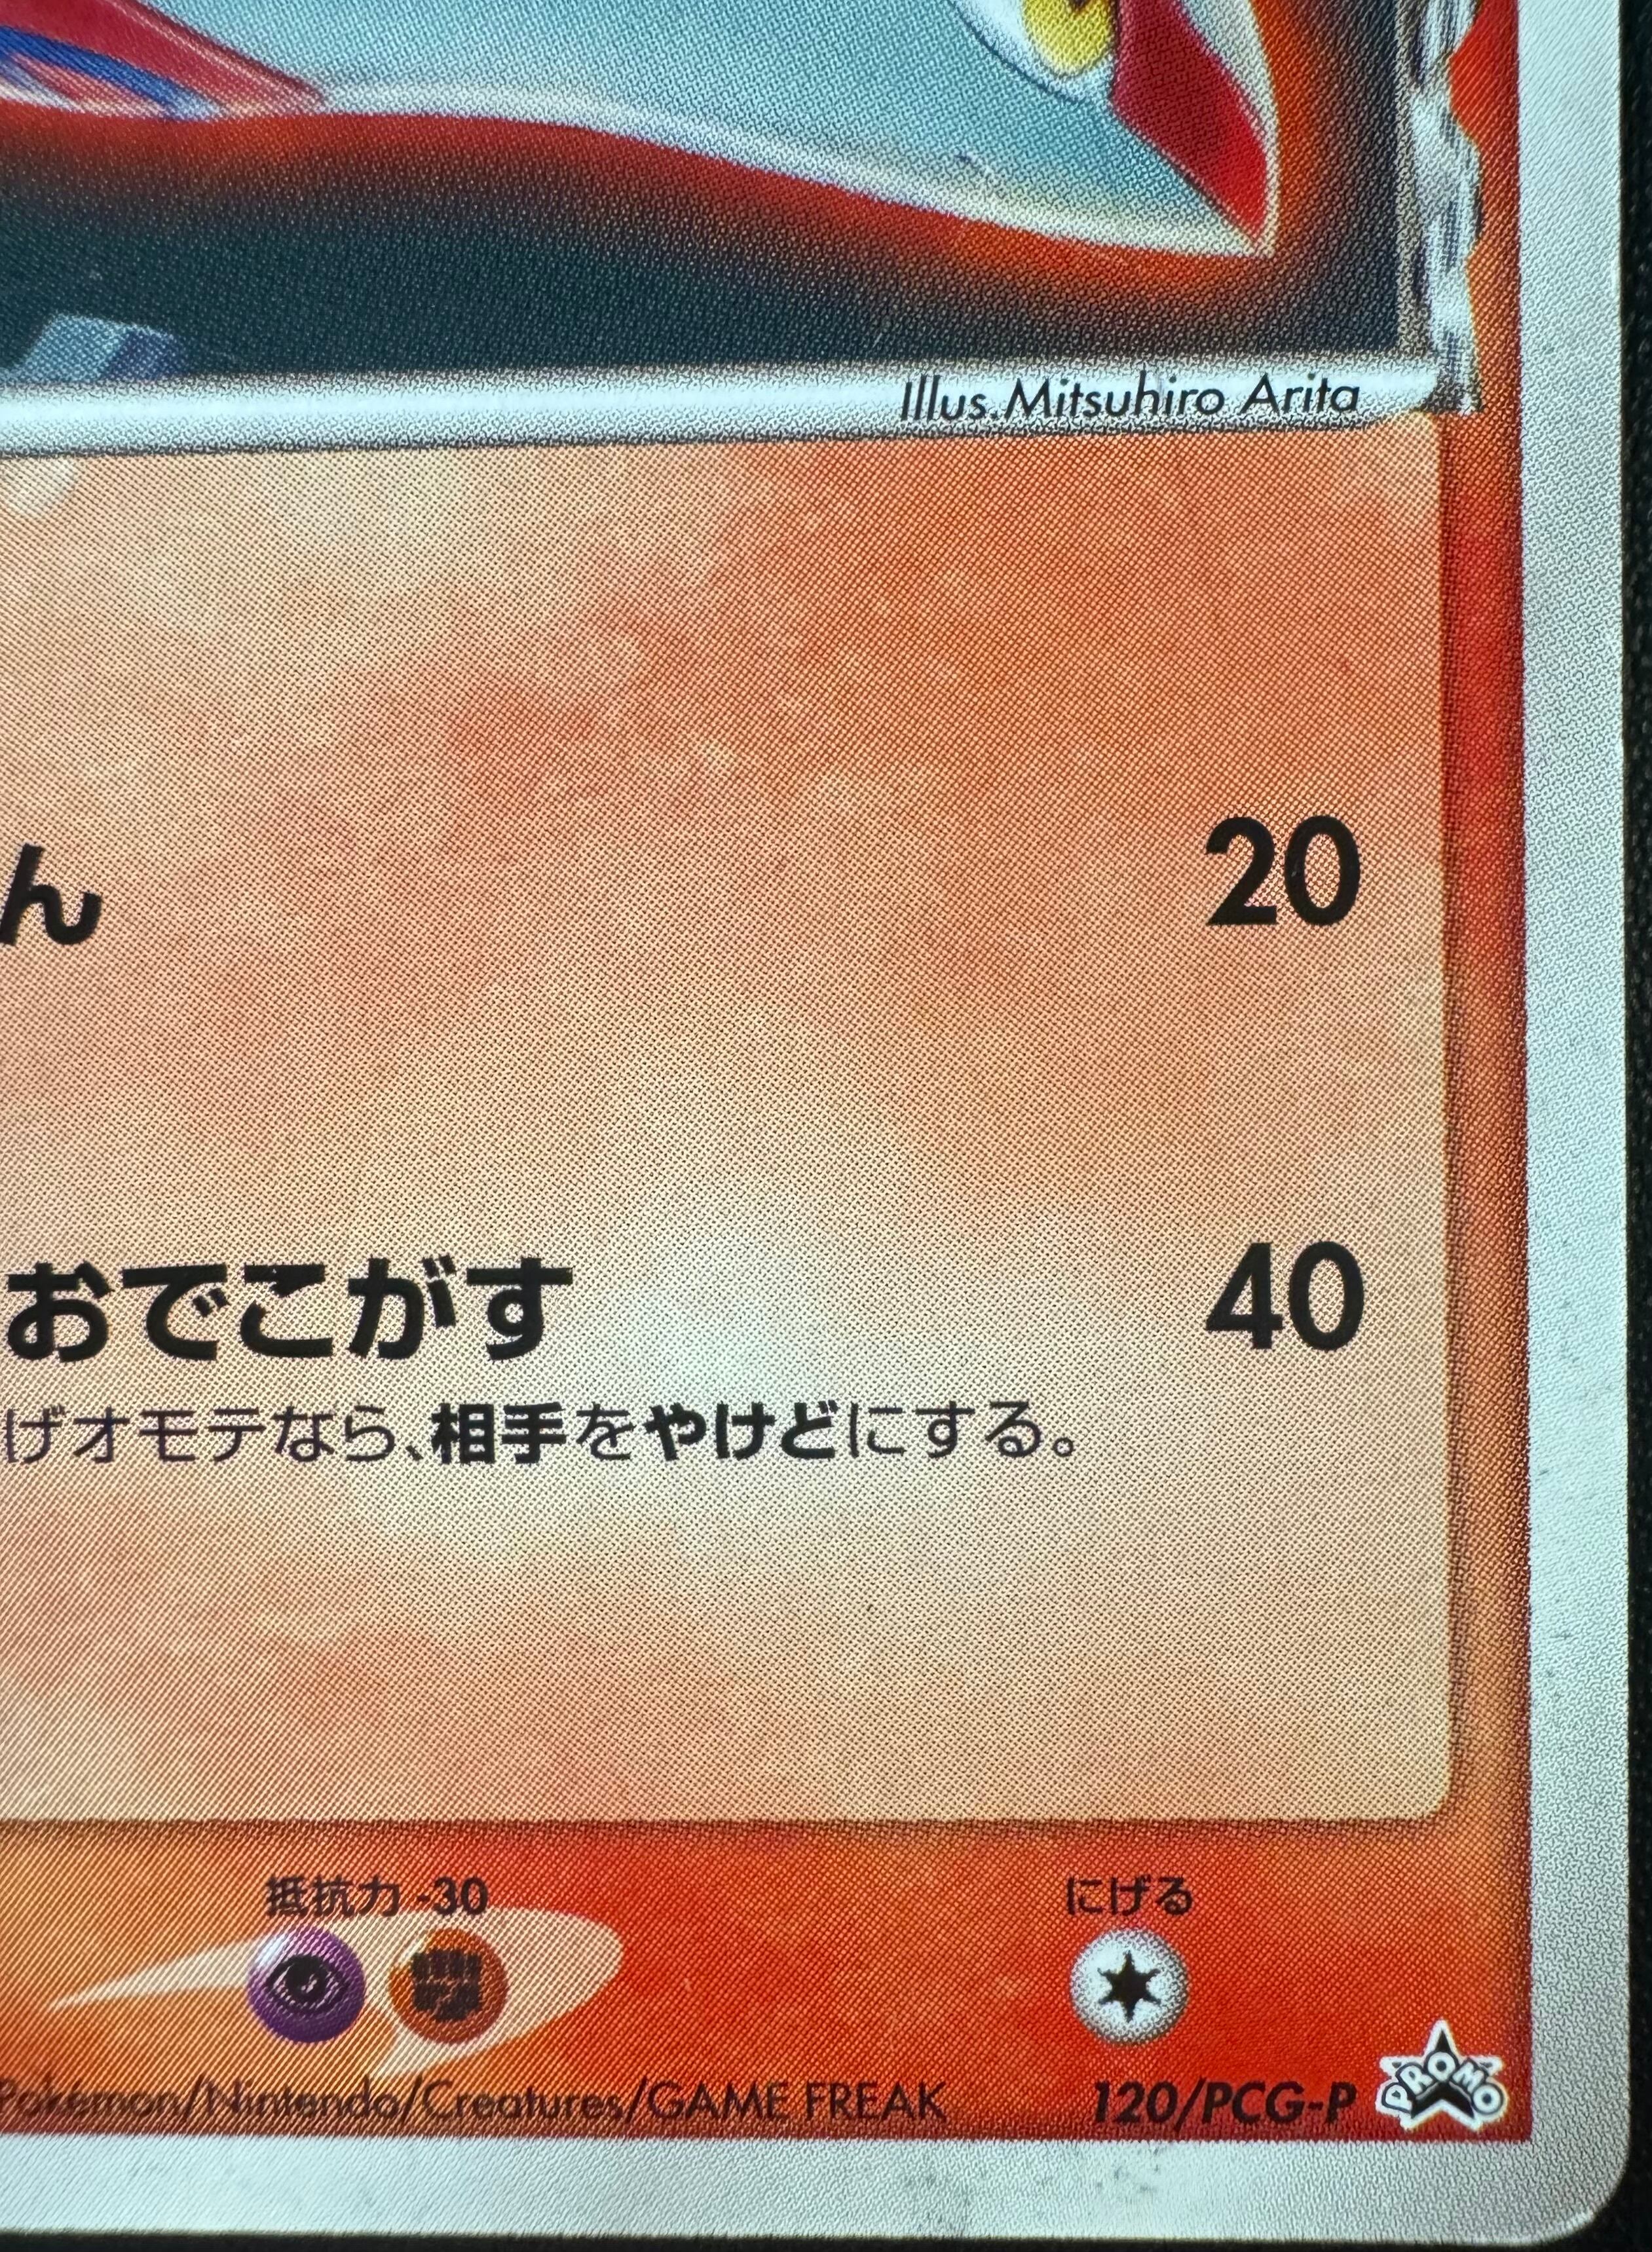 Illus. Mitsuhiro Arita
ん 20
おでこがす 40
げオモテなら、相手をやけどにする。
抵抗力 -30 にげる
Pokémon/Nintendo/Creatures/GAME FREAK 120/PCG-P PROMO